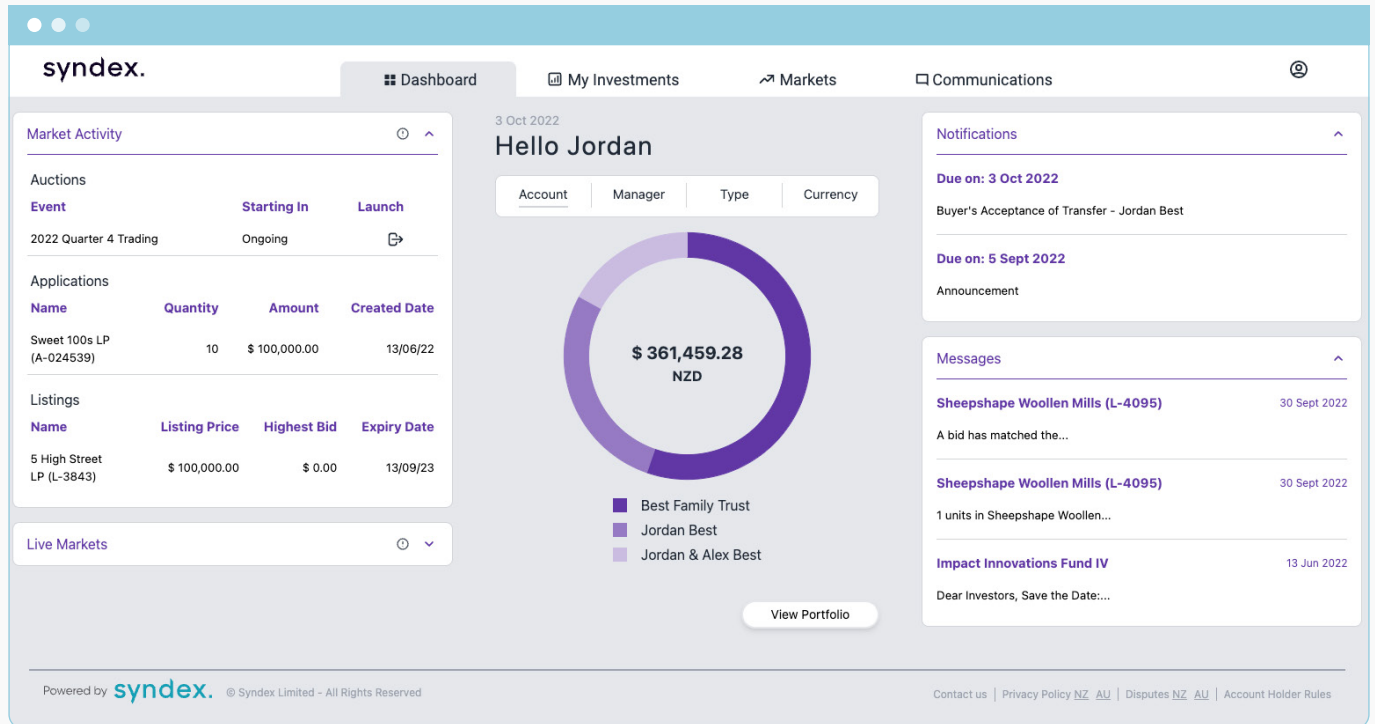 syndex.
Dashboard
My Investments
Markets
Communications
Market Activity
Auctions
Event Starting In Launch
2022 Quarter 4 Trading Ongoing
Applications
Name Quantity Amount Created Date
Sweet 100s LP
(A-024539) 10 $ 100,000.00 13/06/22
Listings
Name Listing Price Highest Bid Expiry Date
5 High Street
LP (L-3843) $ 100,000.00 $ 0.00 13/09/23
Live Markets
3 Oct 2022
Hello Jordan
Account Manager Type Currency
$ 361,459.28
NZD
Best Family Trust
Jordan Best
Jordan & Alex Best
View Portfolio
Notifications
Due on: 3 Oct 2022
Buyer's Acceptance of Transfer - Jordan Best
Due on: 5 Sept 2022
Announcement
Messages
Sheepshape Woollen Mills (L-4095) 30 Sept 2022
A bid has matched the...
Sheepshape Woollen Mills (L-4095) 30 Sept 2022
1 units in Sheepshape Woollen...
Impact Innovations Fund IV 13 Jun 2022
Dear Investors, Save the Date:...
Powered by syndex. © Syndex Limited - All Rights Reserved
Contact us | Privacy Policy NZ AU | Disputes NZ AU | Account Holder Rules